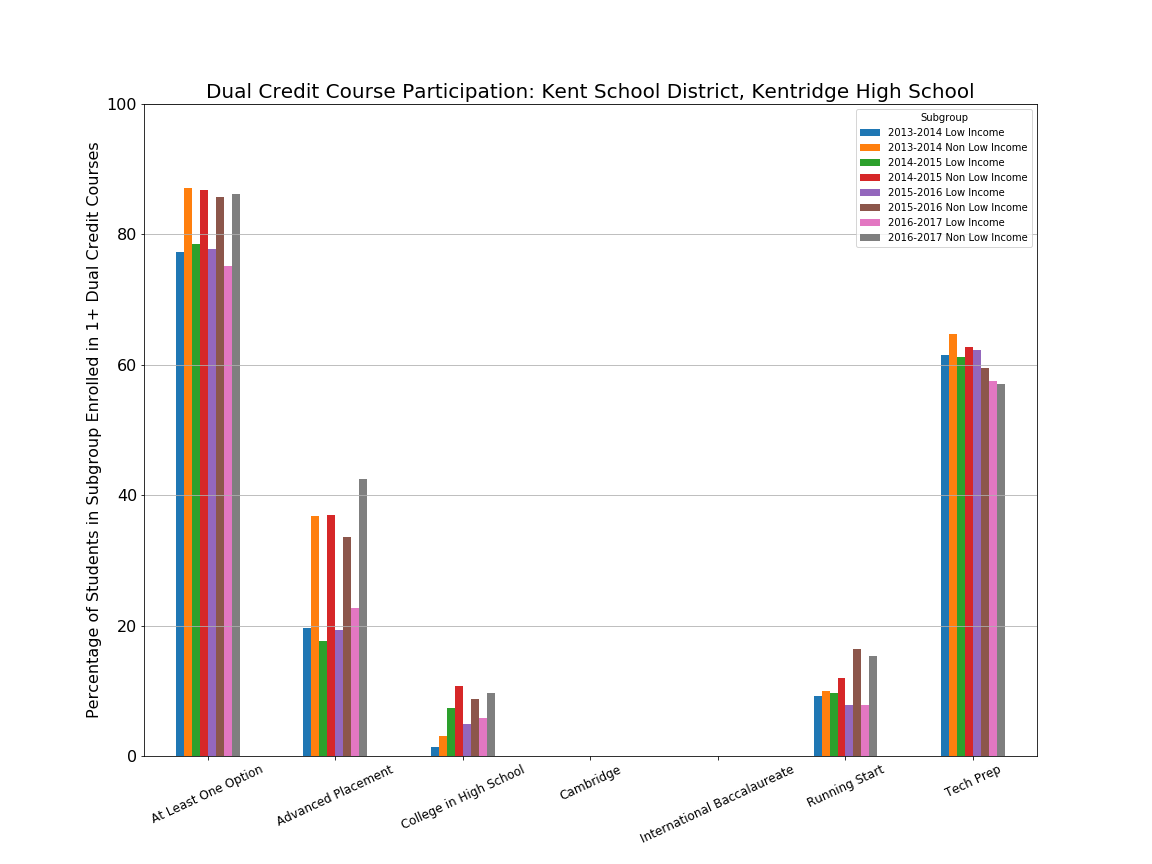 Dual Credit Course Participation: Kent School District, Kentridge High School
Percentage of Students in Subgroup Enrolled in 1+ Dual Credit Courses
100
80
60
40
20
0
Subgroup
2013-2014 Low Income
2013-2014 Non Low Income
2014-2015 Low Income
2014-2015 Non Low Income
2015-2016 Low Income
2015-2016 Non Low Income
2016-2017 Low Income
2016-2017 Non Low Income
At Least One Option
Advanced Placement
College in High School
Cambridge
International Baccalaureate
Running Start
Tech Prep